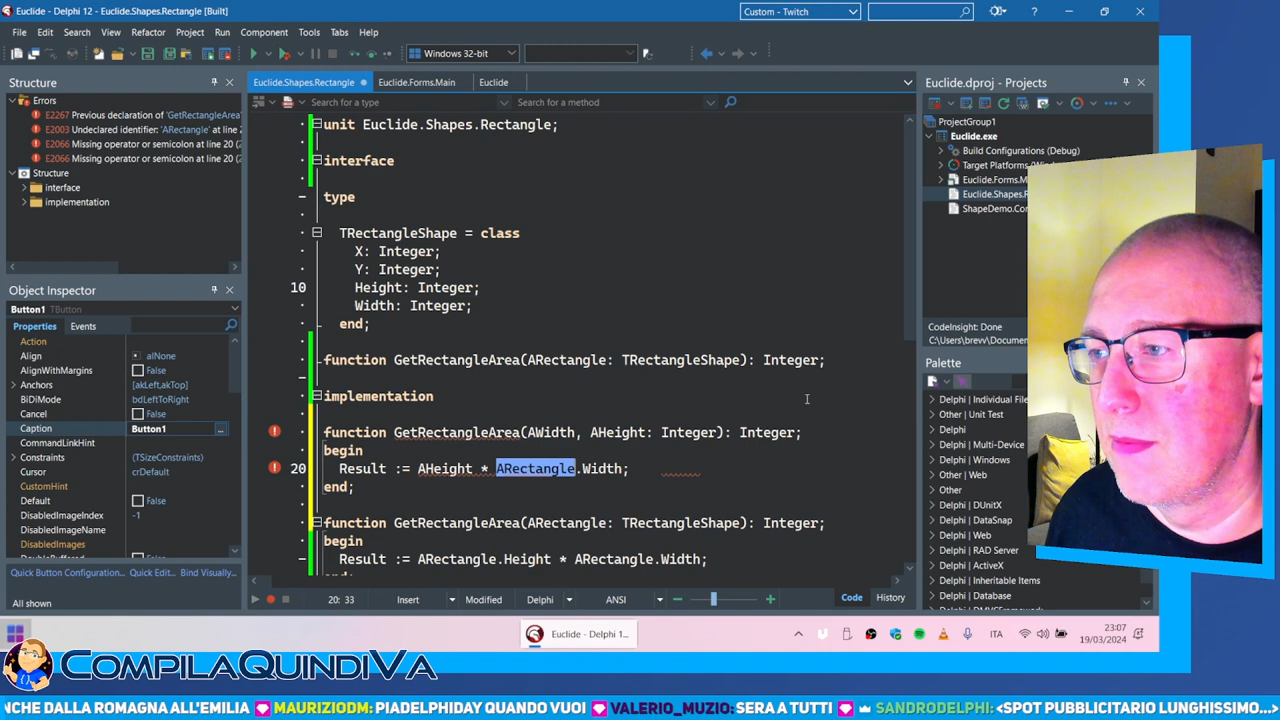 Euclide - Delphi 12 - Euclide.Shapes.Rectangle [Built]
Custom - Twitch
File Edit Search View Refactor Project Run Component Tools Tabs Help
Windows 32-bit
Structure
Errors
E2267 Previous declaration of 'GetRectangleArea
E2003 Undeclared identifier: 'ARectangle' at line 2
E2066 Missing operator or semicolon at line 20 (2
E2066 Missing operator or semicolon at line 20 (2
Structure
interface
implementation
Object Inspector
Button1 TButton
Properties Events
Action
Align alNone
AlignWithMargins False
Anchors [akLeft,akTop]
BiDiMode bdLeftToRight
Cancel False
Caption Button1
CommandLinkHint
Constraints (TSizeConstraints)
Cursor crDefault
CustomHint
Default False
DisabledImageIndex -1
DisabledImageName
DisabledImages
Quick Button Configuration... Quick Edit... Bind Visually...
All shown
Euclide.Shapes.Rectangle Euclide.Forms.Main Euclide
Search for a type Search for a method
unit Euclide.Shapes.Rectangle;
interface
type
TRectangleShape = class
X: Integer;
Y: Integer;
10 Height: Integer;
Width: Integer;
end;
function GetRectangleArea(ARectangle: TRectangleShape): Integer;
implementation
function GetRectangleArea(AWidth, AHeight: Integer): Integer;
begin
20 Result := AHeight * ARectangle.Width;
end;
function GetRectangleArea(ARectangle: TRectangleShape): Integer;
begin
Result := ARectangle.Height * ARectangle.Width;
20: 33 Insert Modified Delphi ANSI Code History
Euclide.dproj - Projects
ProjectGroup1
Euclide.exe
Build Configurations (Debug)
Target Platforms (Win
Euclide.Forms.M
Euclide.Shapes.R
ShapeDemo.Cor
CodeInsight: Done
C:\Users\brevv\Documen
Palette
Delphi | Individual File
Other | Unit Test
Delphi
Delphi | Multi-Device
Delphi | Windows
Other
Delphi | DUnitX
Delphi | DataSnap
Delphi | Web
Delphi | RAD Server
Delphi | ActiveX
Delphi | Inheritable Items
Delphi | Database
Euclide - Delphi 1...
ITA
23:07
19/03/2024
COMPILAQUINDIVA
NCHE DALLA ROMAGNA ALL'EMILIA MAURIZIODM: PIADELPHIDAY QUANDO VUOI VALERIO_MUZIO: SERA A TUTTI SANDRODELPHI: <SPOT PUBBLICITARIO LUNGHISSIMO...>